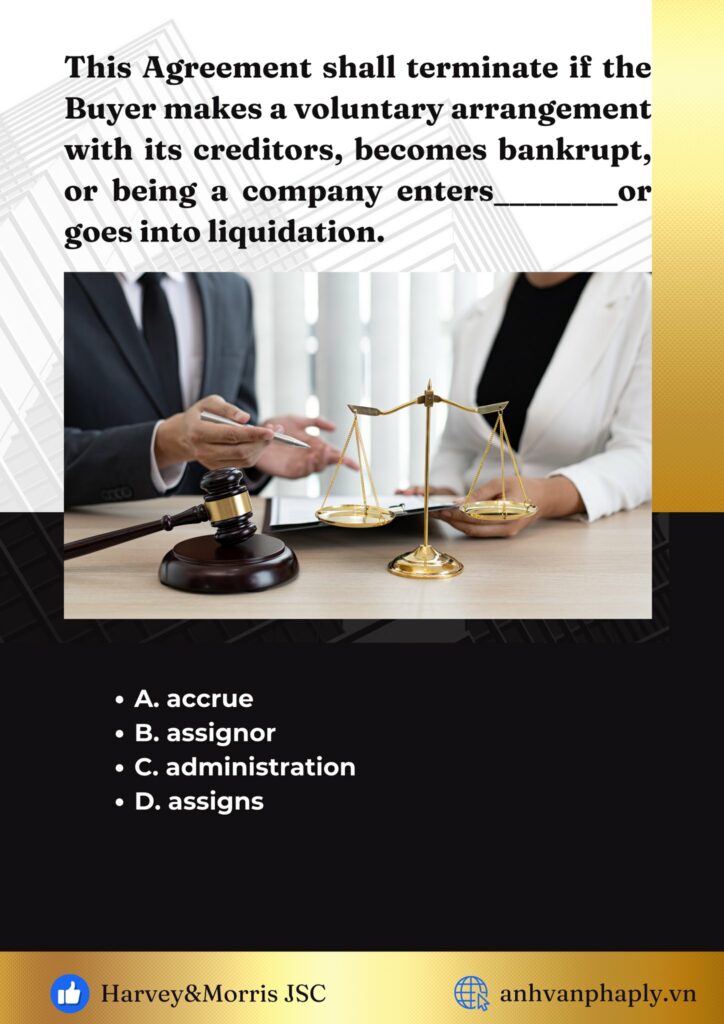 This Agreement shall terminate if the
Buyer makes a voluntary arrangement
with its creditors, becomes bankrupt,
or being a company enters________or
goes into liquidation.
• A. accrue
• B. assignor
• C. administration
• D. assigns
Harvey&Morris JSC
anhvanphaply.vn